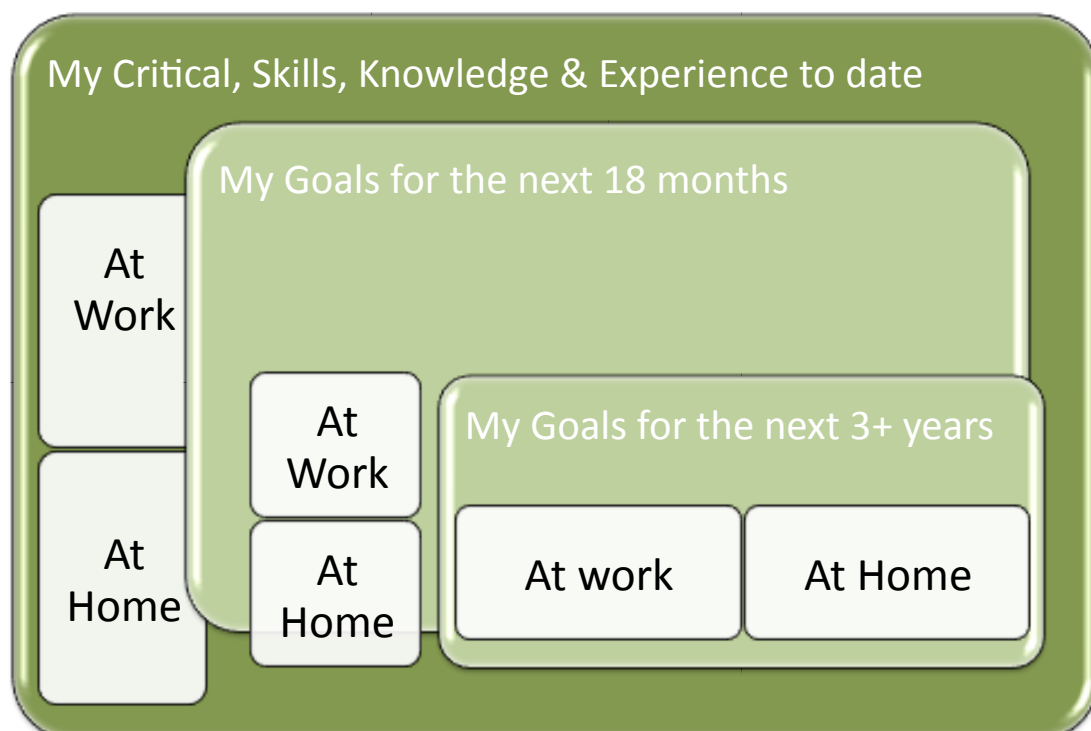 My Critical, Skills, Knowledge & Experience to date
My Goals for the next 18 months
At
Work
At
Home
At
Work
At
Home
My Goals for the next 3+ years
At work
At Home